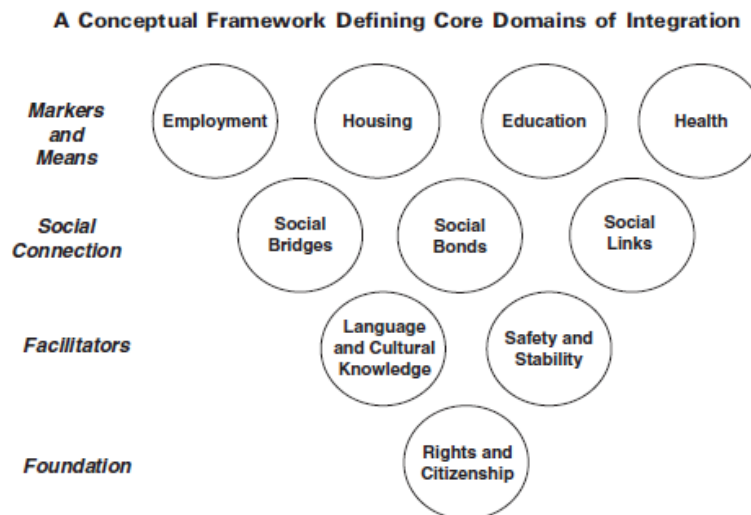 A Conceptual Framework Defining Core Domains of Integration
Markers
and
Means
Employment
Housing
Education
Health
Social
Connection
Social
Bridges
Social
Bonds
Social
Links
Facilitators
Language
and Cultural
Knowledge
Safety and
Stability
Foundation
Rights and
Citizenship